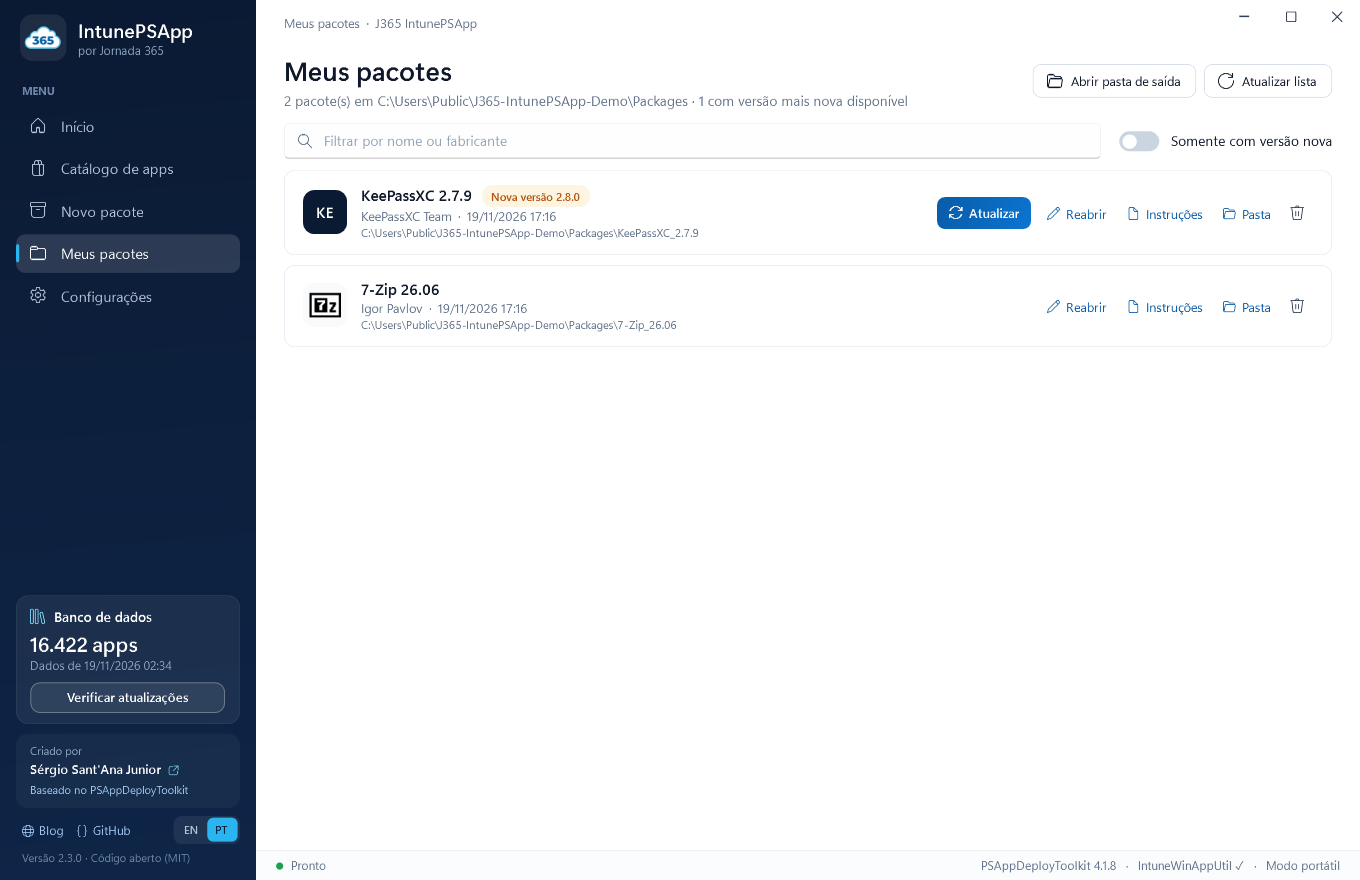 365
IntunePSApp
por Jornada 365
MENU
Início
Catálogo de apps
Novo pacote
Meus pacotes
Configurações
Banco de dados
16.422 apps
Dados de 19/11/2026 02:34
Verificar atualizações
Criado por
Sérgio Sant'Ana Junior
Baseado no PSAppDeployToolkit
Blog {} GitHub EN PT
Versão 2.3.0 · Código aberto (MIT)
Meus pacotes · J365 IntunePSApp
Meus pacotes
2 pacote(s) em C:\Users\Public\J365-IntunePSApp-Demo\Packages · 1 com versão mais nova disponível
Abrir pasta de saída
Atualizar lista
Filtrar por nome ou fabricante
Somente com versão nova
KE
KeePassXC 2.7.9 Nova versão 2.8.0
KeePassXC Team · 19/11/2026 17:16
C:\Users\Public\J365-IntunePSApp-Demo\Packages\KeePassXC_2.7.9
Atualizar Reabrir Instruções Pasta
7z
7-Zip 26.06
Igor Pavlov · 19/11/2026 17:16
C:\Users\Public\J365-IntunePSApp-Demo\Packages\7-Zip_26.06
Reabrir Instruções Pasta
Pronto
PSAppDeployToolkit 4.1.8 · IntuneWinAppUtil ✓ · Modo portátil